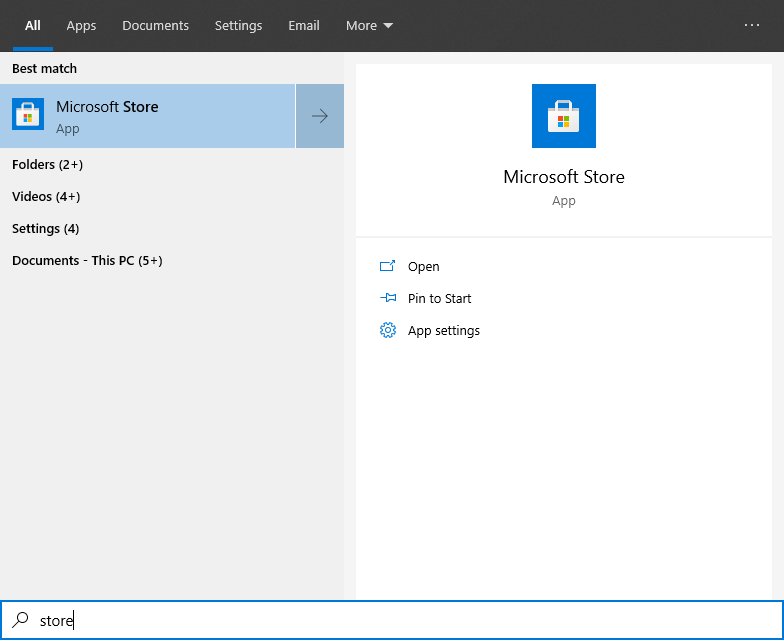 All Apps Documents Settings Email More ···
Best match
Microsoft Store
App
Folders (2+)
Videos (4+)
Settings (4)
Documents - This PC (5+)
Microsoft Store
App
Open
Pin to Start
App settings
store